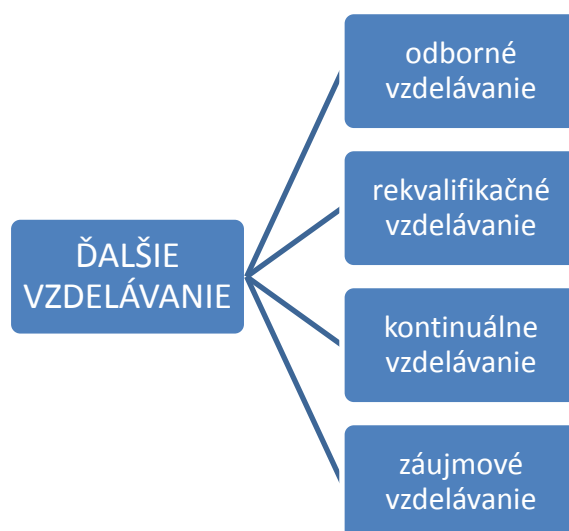 ĎALŠIE
VZDELÁVANIE
odborné
vzdelávanie
rekvalifikačné
vzdelávanie
kontinuálne
vzdelávanie
záujmové
vzdelávanie